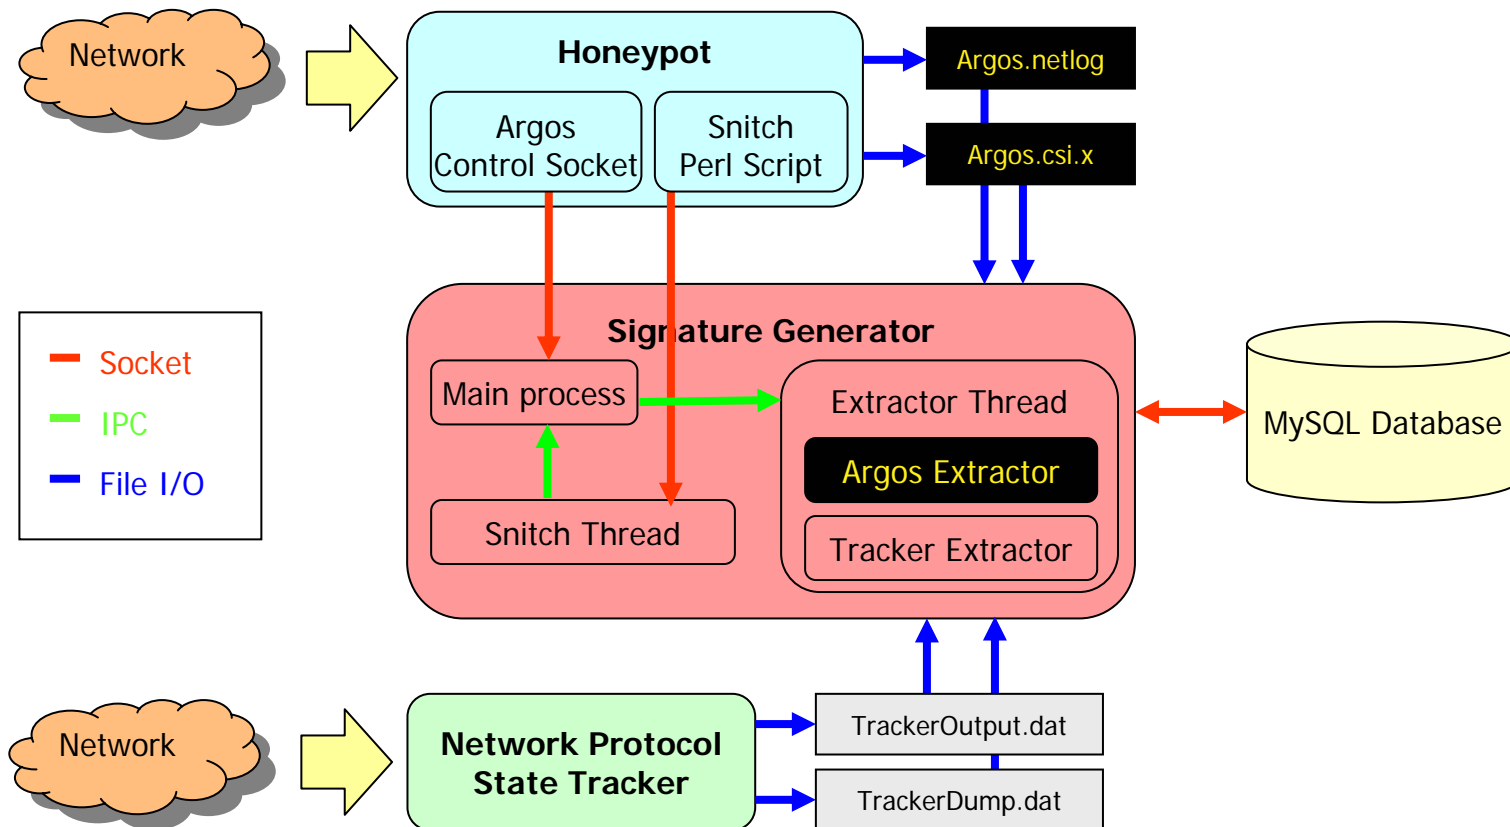 Network
Honeypot
Argos
Control Socket
Snitch
Perl Script
Argos.netlog
Argos.csi.x
Socket
IPC
File I/O
Signature Generator
Main process
Snitch Thread
Extractor Thread
Argos Extractor
Tracker Extractor
MySQL Database
Network
Network Protocol
State Tracker
TrackerOutput.dat
TrackerDump.dat